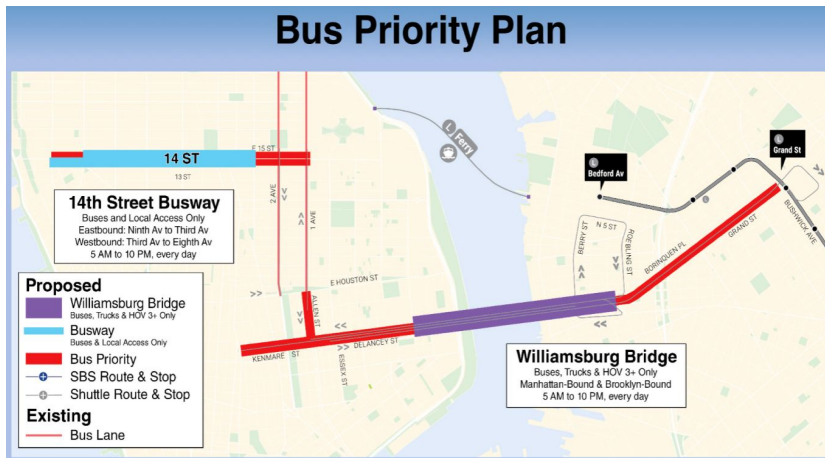 Bus Priority Plan
L Ferry
14 ST
E 15 ST
13 ST
2 AVE
1 AVE
L
Bedford Av
L
Grand St
L
BUSHWICK AVE
GRAND ST
BORINQUEN PL
N 5 ST
BERRY ST
ROEBLING ST
14th Street Busway
Buses and Local Access Only
Eastbound: Ninth Av to Third Av
Westbound: Third Av to Eighth Av
5 AM to 10 PM, every day
E HOUSTON ST
ALLEN ST
KENMARE ST
DELANCEY ST
ESSEX ST
Proposed
Williamsburg Bridge
Buses, Trucks & HOV 3+ Only
Busway
Buses & Local Access Only
Bus Priority
SBS Route & Stop
Shuttle Route & Stop
Existing
Bus Lane
Williamsburg Bridge
Buses, Trucks & HOV 3+ Only
Manhattan-Bound & Brooklyn-Bound
5 AM to 10 PM, every day